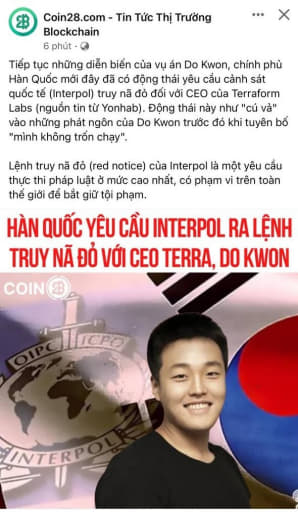 Coin28.com - Tin Tức Thị Trường
Blockchain
6 phút
Tiếp tục những diễn biến của vụ án Do Kwon, chính phủ
Hàn Quốc mới đây đã có động thái yêu cầu cảnh sát
quốc tế (Interpol) truy nã đỏ đối với CEO của Terraform
Labs (nguồn tin từ Yonhab). Động thái này như "cú vả"
vào những phát ngôn của Do Kwon trước đó khi tuyên bố
"mình không trốn chạy".
Lệnh truy nã đỏ (red notice) của Interpol là một yêu cầu
thực thi pháp luật ở mức cao nhất, có phạm vi trên toàn
thế giới để bắt giữ tội phạm.
HÀN QUỐC YÊU CẦU INTERPOL RA LỆNH
TRUY NÃ ĐỎ VỚI CEO TERRA, DO KWON
COIN 28
OIPC ICPO
INTERPOL